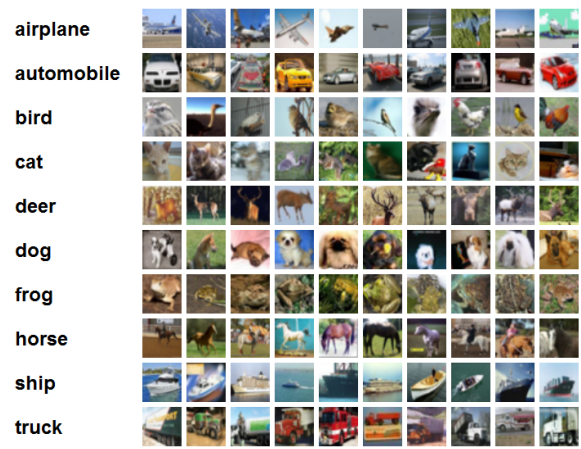 airplane
automobile
bird
cat
deer
dog
frog
horse
ship
truck